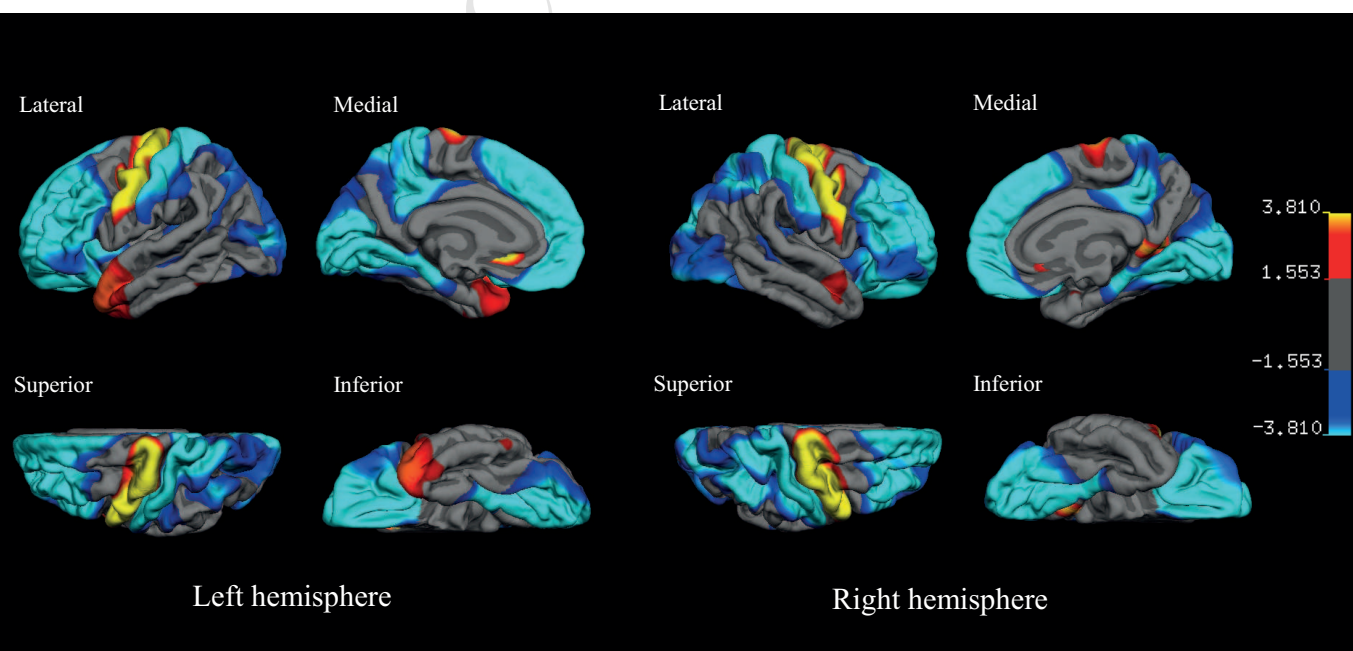 Lateral
Medial
Lateral
Medial
3.810
1.553
-1.553
-3.810
Superior
Inferior
Superior
Inferior
Left hemisphere
Right hemisphere